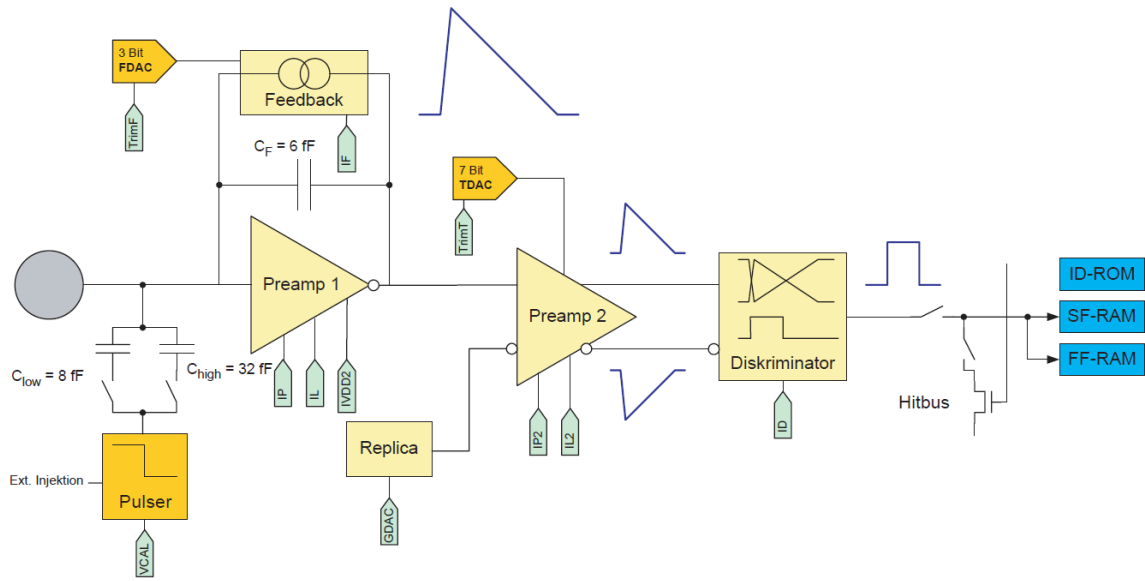 3 Bit
FDAC
TrimF
Feedback
IF
C_F = 6 fF
7 Bit
TDAC
TrimT
Preamp 1
Preamp 2
Diskriminator
ID-ROM
SF-RAM
FF-RAM
C_low = 8 fF
C_high = 32 fF
IP
IL
IVDD2
Hitbus
Replica
IP2
IL2
ID
Ext. Injektion
Pulser
GDAC
VCAL